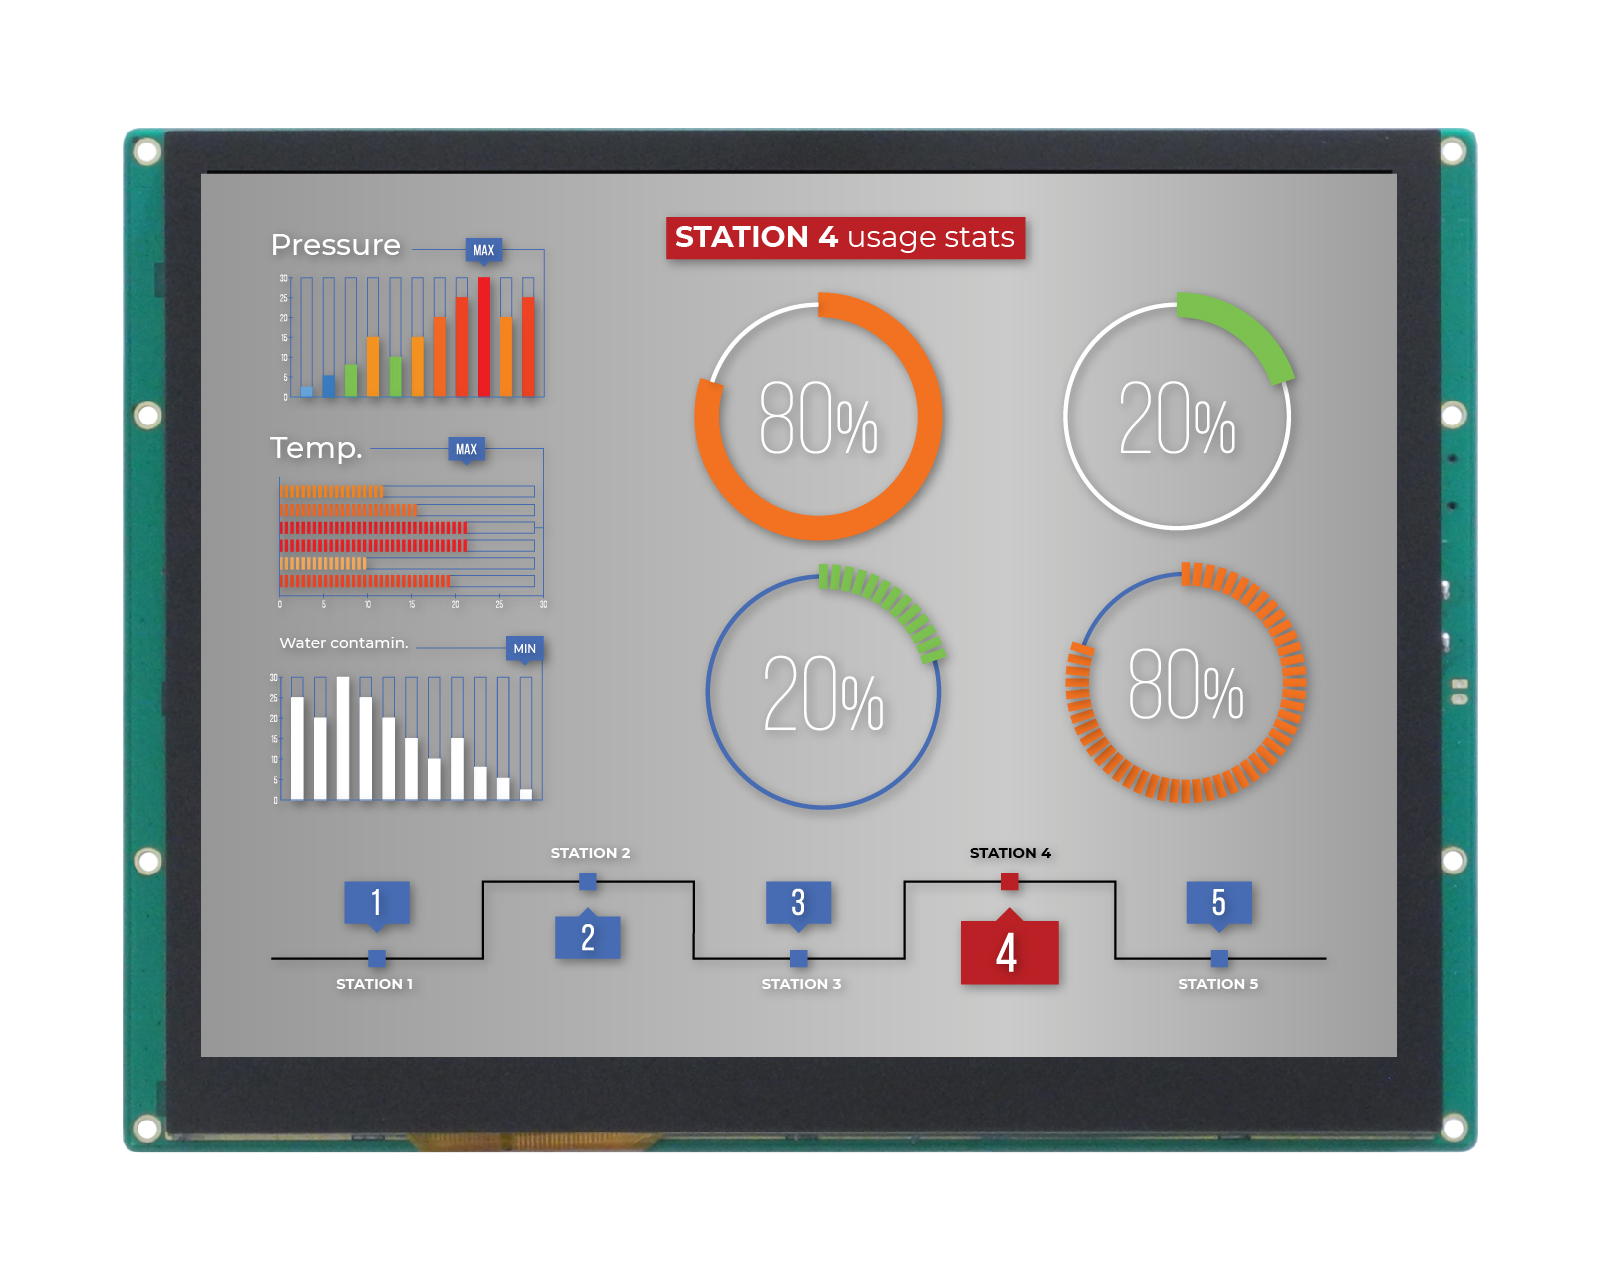 STATION 4 usage stats
Pressure
MAX
30
25
20
15
10
5
0
Temp.
MAX
0 5 10 15 20 25 30
Water contamin.
MIN
30
25
20
15
10
5
0
80%
20%
20%
80%
STATION 2
STATION 4
1
3
5
2
4
STATION 1
STATION 3
STATION 5